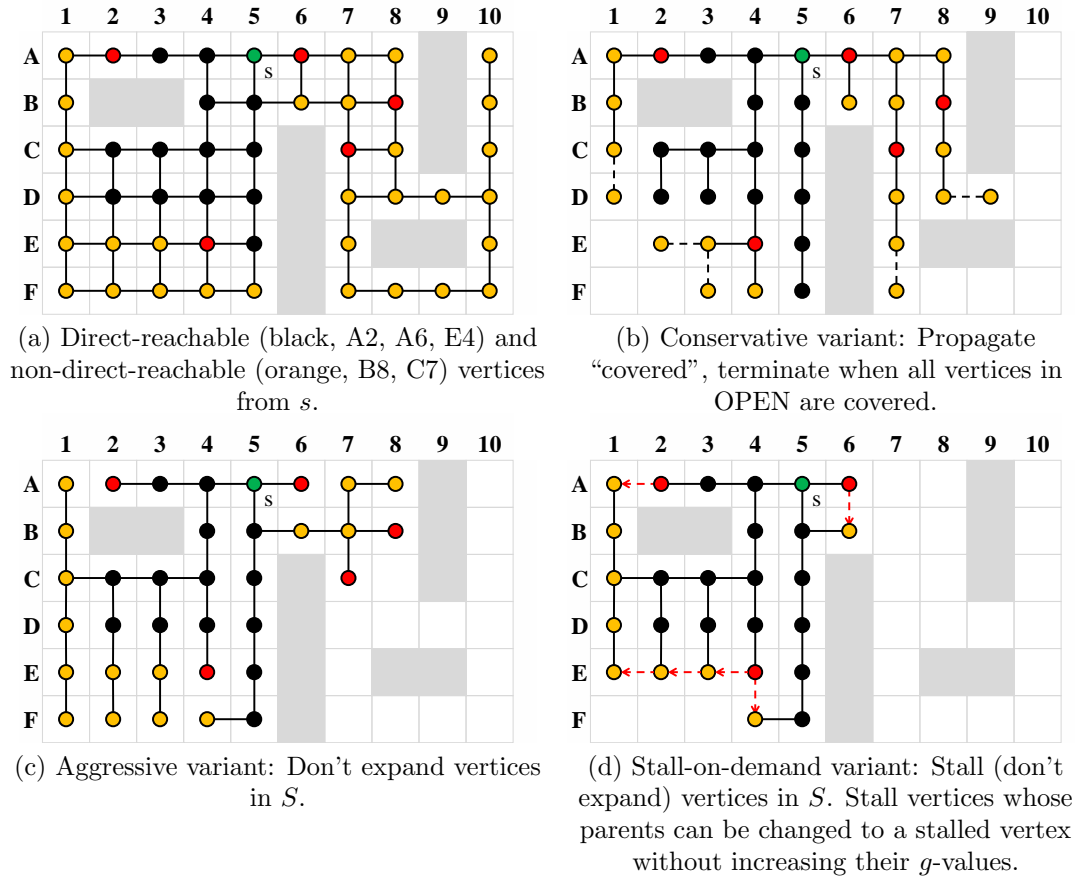 1 2 3 4 5 6 7 8 9 10
A
S
B
C
D
E
F
(a) Direct-reachable (black, A2, A6, E4) and
non-direct-reachable (orange, B8, C7) vertices
from s.
1 2 3 4 5 6 7 8 9 10
A
S
B
C
D
E
F
(b) Conservative variant: Propagate
“covered”, terminate when all vertices in
OPEN are covered.
1 2 3 4 5 6 7 8 9 10
A
S
B
C
D
E
F
(c) Aggressive variant: Don’t expand vertices
in S.
1 2 3 4 5 6 7 8 9 10
A
S
B
C
D
E
F
(d) Stall-on-demand variant: Stall (don’t
expand) vertices in S. Stall vertices whose
parents can be changed to a stalled vertex
without increasing their g-values.